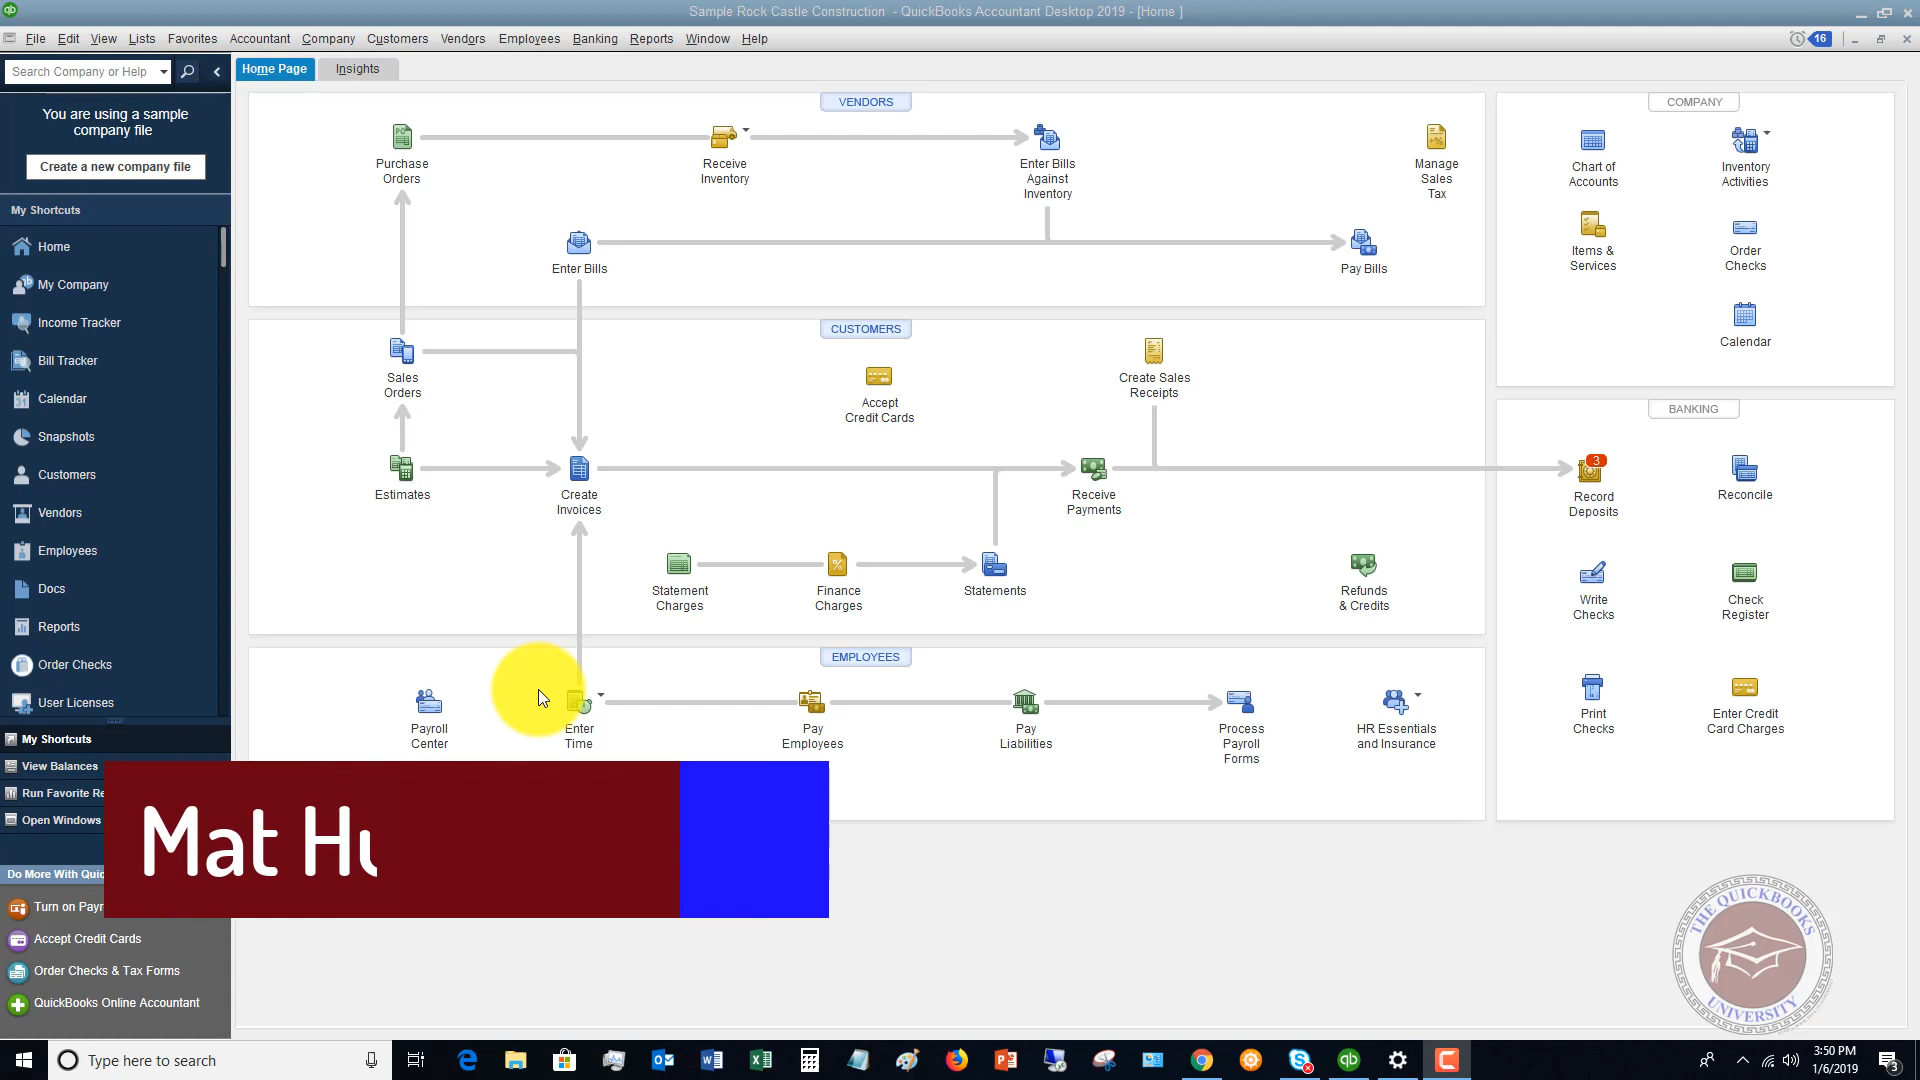 Sample Rock Castle Construction - QuickBooks Accountant Desktop 2019 - [Home ]
File Edit View Lists Favorites Accountant Company Customers Vendors Employees Banking Reports Window Help
16
Search Company or Help
Home Page
Insights
You are using a sample
company file
Create a new company file
My Shortcuts
Home
My Company
Income Tracker
Bill Tracker
Calendar
Snapshots
Customers
Vendors
Employees
Docs
Reports
Order Checks
User Licenses
My Shortcuts
View Balances
Run Favorite Re
Open Windows
Do More With Quic
Turn on Payr
Accept Credit Cards
Order Checks & Tax Forms
QuickBooks Online Accountant
VENDORS
Purchase
Orders
Receive
Inventory
Enter Bills
Against
Inventory
Manage
Sales
Tax
Enter Bills
Pay Bills
CUSTOMERS
Sales
Orders
Accept
Credit Cards
Create Sales
Receipts
Estimates
Create
Invoices
Receive
Payments
Statement
Charges
Finance
Charges
Statements
Refunds
& Credits
EMPLOYEES
Payroll
Center
Enter
Time
Pay
Employees
Pay
Liabilities
Process
Payroll
Forms
HR Essentials
and Insurance
COMPANY
Chart of
Accounts
Inventory
Activities
Items &
Services
Order
Checks
Calendar
BANKING
3
Record
Deposits
Reconcile
Write
Checks
Check
Register
Print
Checks
Enter Credit
Card Charges
Mat Hu
THE QUICKBOOKS
UNIVERSITY
Type here to search
3:50 PM
1/6/2019
3